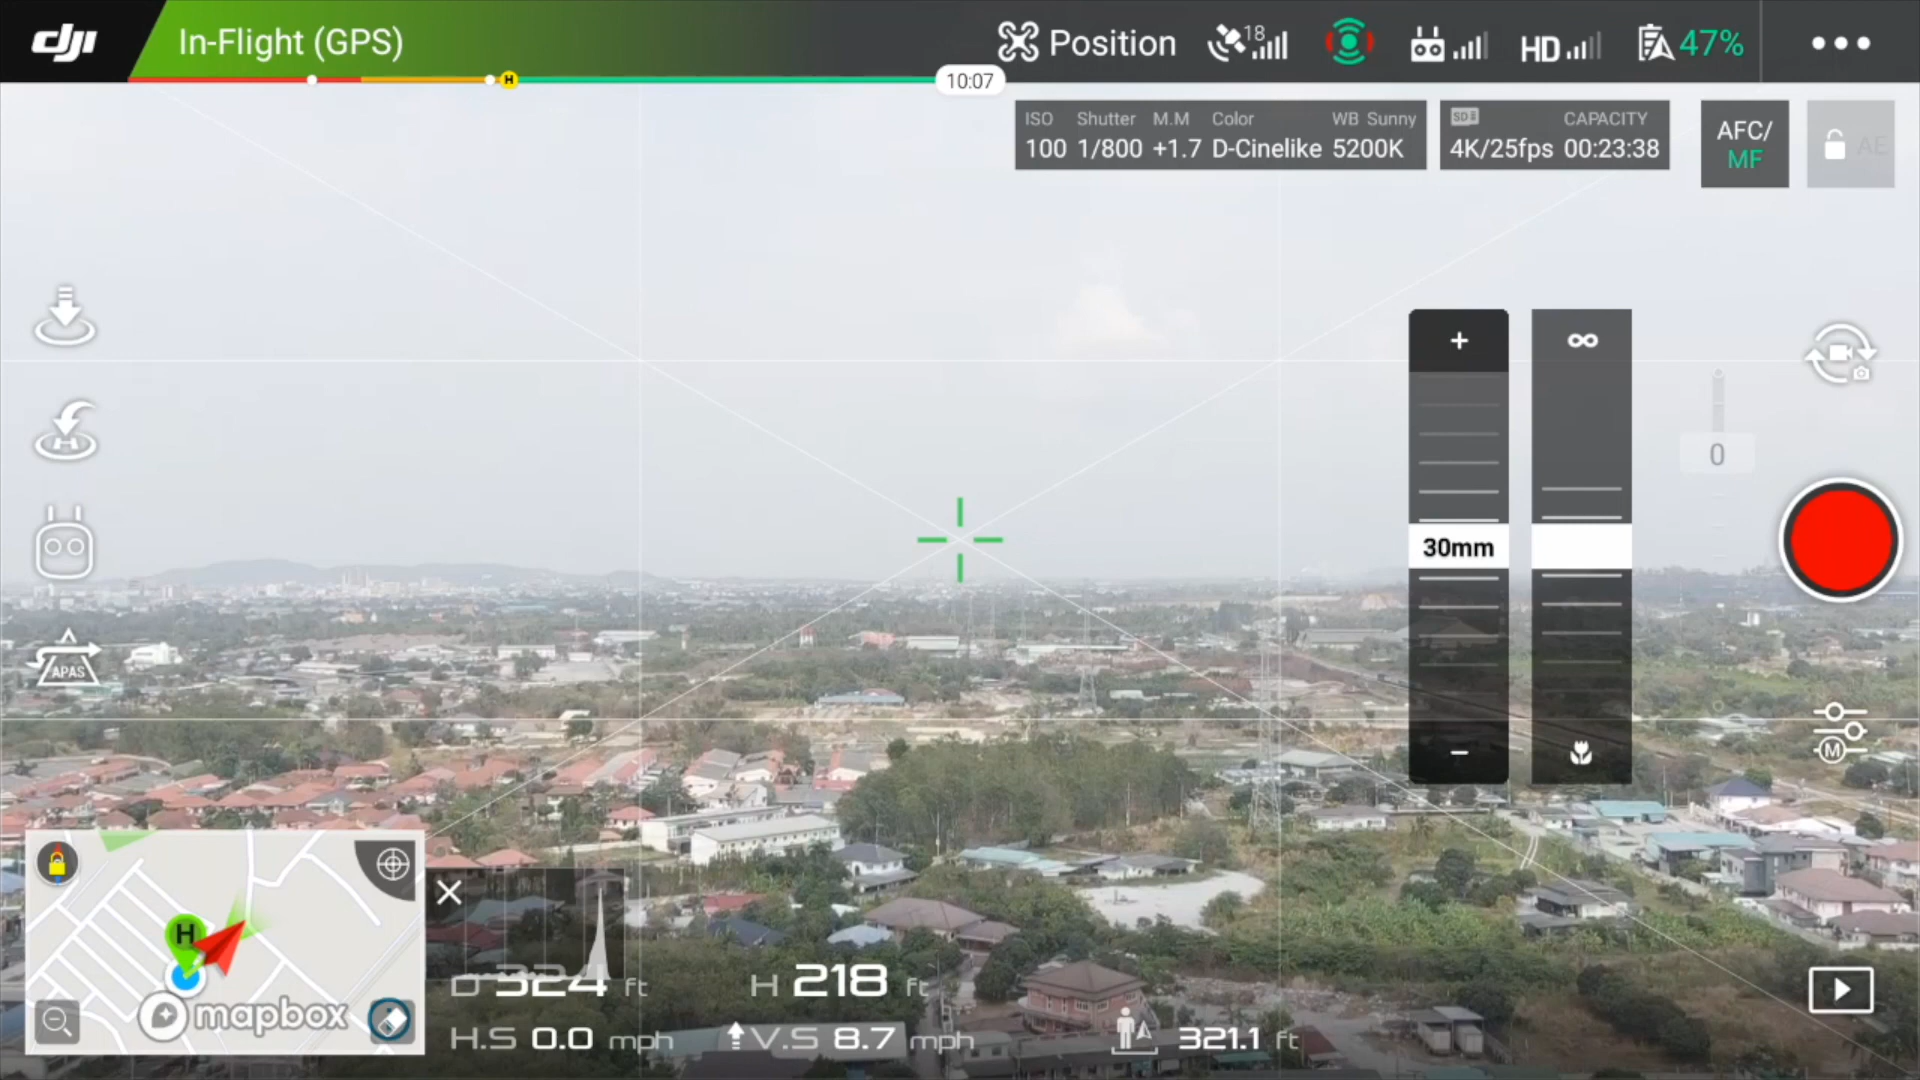 dji
In-Flight (GPS)
Position
18
HD
47%
10:07
ISO Shutter M.M Color WB Sunny
100 1/800 +1.7 D-Cinelike 5200K
SD
CAPACITY
4K/25fps 00:23:38
AFC/
MF
AE
+
∞
30mm
−
0
APAS
M
H
H
mapbox
D 324 ft
H 218 ft
H.S 0.0 mph
V.S 8.7 mph
321.1 ft